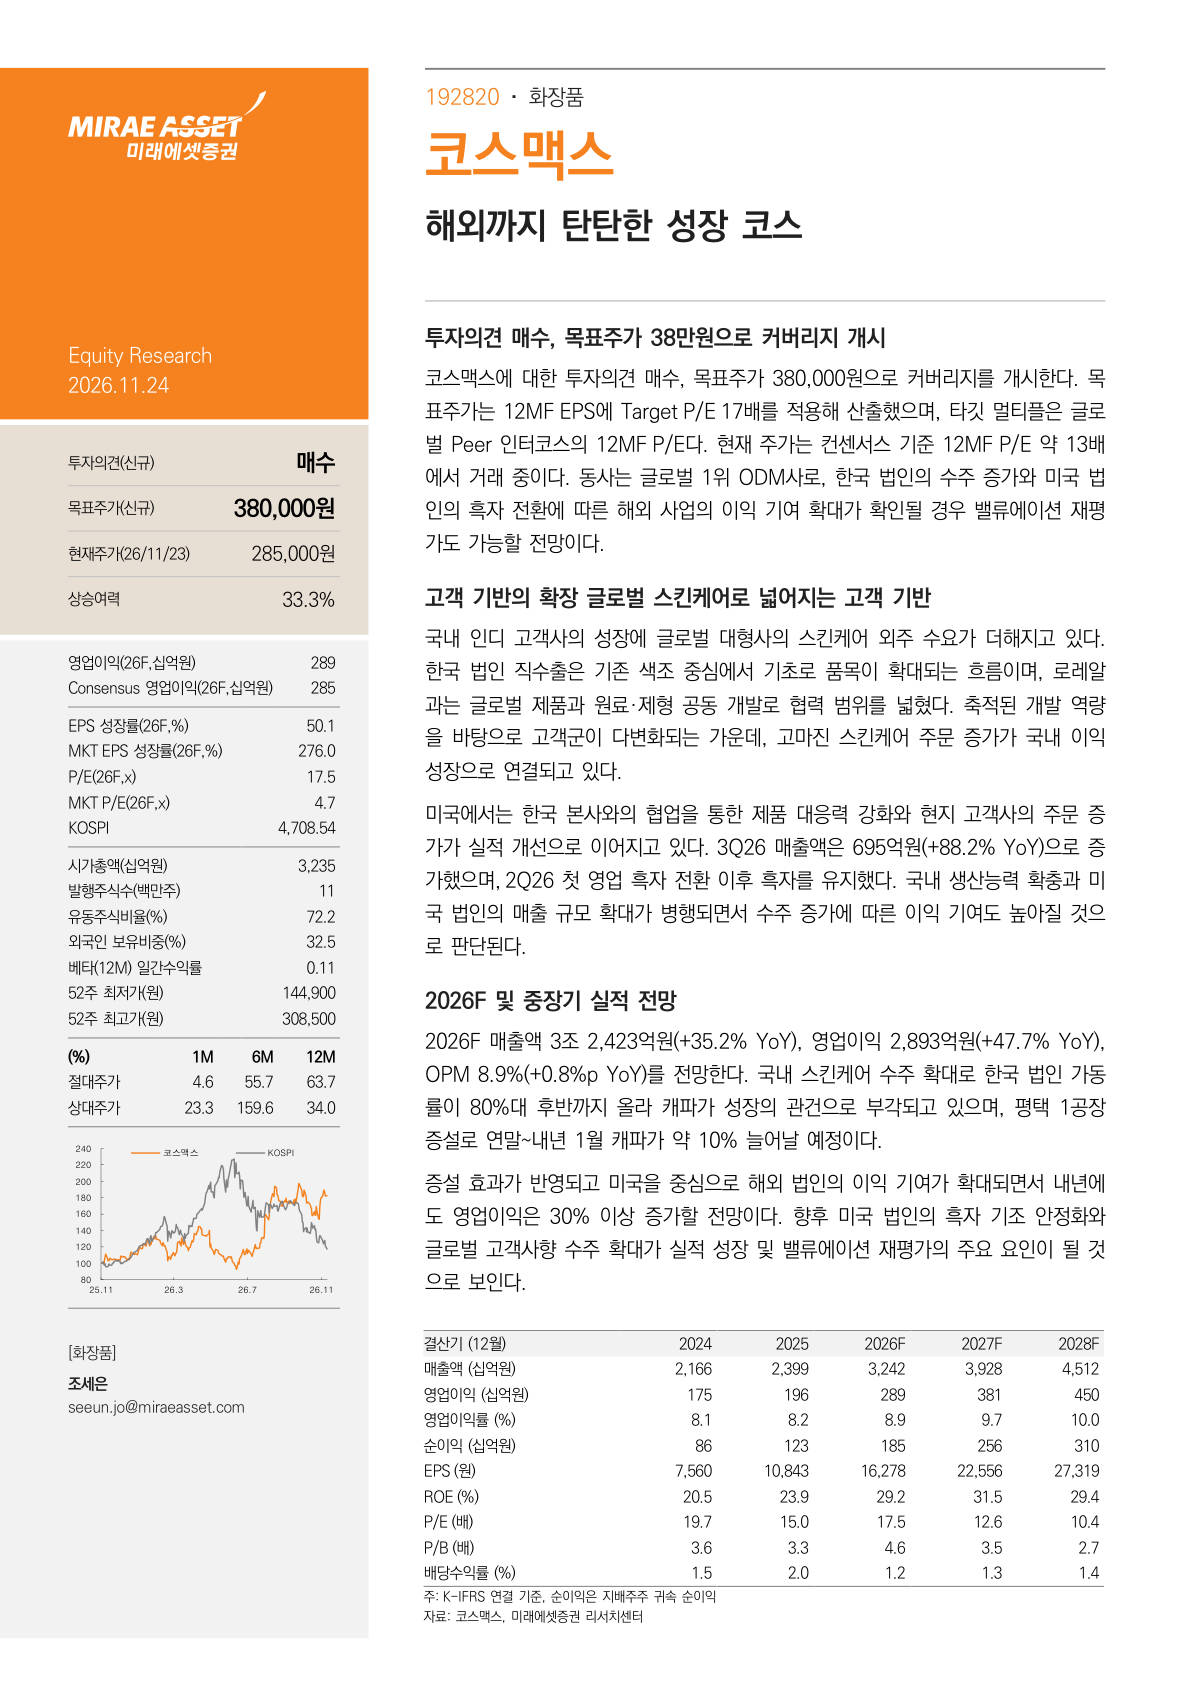 MIRAE ASSET
미래에셋증권
Equity Research
2026.11.24
투자의견(신규) 매수
목표주가(신규) 380,000원
현재주가(26/11/23) 285,000원
상승여력 33.3%
영업이익(26F,십억원) 289
Consensus 영업이익(26F,십억원) 285
EPS 성장률(26F,%) 50.1
MKT EPS 성장률(26F,%) 276.0
P/E(26F,x) 17.5
MKT P/E(26F,x) 4.7
KOSPI 4,708.54
시가총액(십억원) 3,235
발행주식수(백만주) 11
유동주식비율(%) 72.2
외국인 보유비중(%) 32.5
베타(12M) 일간수익률 0.11
52주 최저가(원) 144,900
52주 최고가(원) 308,500
(%) 1M 6M 12M
절대주가 4.6 55.7 63.7
상대주가 23.3 159.6 34.0
코스맥스 KOSPI
240
220
200
180
160
140
120
100
80
25.11 26.3 26.7 26.11
[화장품]
조세은
seeun.jo@miraeasset.com
192820 · 화장품
코스맥스
해외까지 탄탄한 성장 코스
투자의견 매수, 목표주가 38만원으로 커버리지 개시
코스맥스에 대한 투자의견 매수, 목표주가 380,000원으로 커버리지를 개시한다. 목
표주가는 12MF EPS에 Target P/E 17배를 적용해 산출했으며, 타깃 멀티플은 글로
벌 Peer 인터코스의 12MF P/E다. 현재 주가는 컨센서스 기준 12MF P/E 약 13배
에서 거래 중이다. 동사는 글로벌 1위 ODM사로, 한국 법인의 수주 증가와 미국 법
인의 흑자 전환에 따른 해외 사업의 이익 기여 확대가 확인될 경우 밸류에이션 재평
가도 가능할 전망이다.
고객 기반의 확장 글로벌 스킨케어로 넓어지는 고객 기반
국내 인디 고객사의 성장에 글로벌 대형사의 스킨케어 외주 수요가 더해지고 있다.
한국 법인 직수출은 기존 색조 중심에서 기초로 품목이 확대되는 흐름이며, 로레알
과는 글로벌 제품과 원료·제형 공동 개발로 협력 범위를 넓혔다. 축적된 개발 역량
을 바탕으로 고객군이 다변화되는 가운데, 고마진 스킨케어 주문 증가가 국내 이익
성장으로 연결되고 있다.
미국에서는 한국 본사와의 협업을 통한 제품 대응력 강화와 현지 고객사의 주문 증
가가 실적 개선으로 이어지고 있다. 3Q26 매출액은 695억원(+88.2% YoY)으로 증
가했으며, 2Q26 첫 영업 흑자 전환 이후 흑자를 유지했다. 국내 생산능력 확충과 미
국 법인의 매출 규모 확대가 병행되면서 수주 증가에 따른 이익 기여도 높아질 것으
로 판단된다.
2026F 및 중장기 실적 전망
2026F 매출액 3조 2,423억원(+35.2% YoY), 영업이익 2,893억원(+47.7% YoY),
OPM 8.9%(+0.8%p YoY)를 전망한다. 국내 스킨케어 수주 확대로 한국 법인 가동
률이 80%대 후반까지 올라 캐파가 성장의 관건으로 부각되고 있으며, 평택 1공장
증설로 연말~내년 1월 캐파가 약 10% 늘어날 예정이다.
증설 효과가 반영되고 미국을 중심으로 해외 법인의 이익 기여가 확대되면서 내년에
도 영업이익은 30% 이상 증가할 전망이다. 향후 미국 법인의 흑자 기조 안정화와
글로벌 고객사향 수주 확대가 실적 성장 및 밸류에이션 재평가의 주요 요인이 될 것
으로 보인다.
결산기 (12월) 2024 2025 2026F 2027F 2028F
매출액 (십억원) 2,166 2,399 3,242 3,928 4,512
영업이익 (십억원) 175 196 289 381 450
영업이익률 (%) 8.1 8.2 8.9 9.7 10.0
순이익 (십억원) 86 123 185 256 310
EPS (원) 7,560 10,843 16,278 22,556 27,319
ROE (%) 20.5 23.9 29.2 31.5 29.4
P/E (배) 19.7 15.0 17.5 12.6 10.4
P/B (배) 3.6 3.3 4.6 3.5 2.7
배당수익률 (%) 1.5 2.0 1.2 1.3 1.4
주: K-IFRS 연결 기준, 순이익은 지배주주 귀속 순이익
자료: 코스맥스, 미래에셋증권 리서치센터